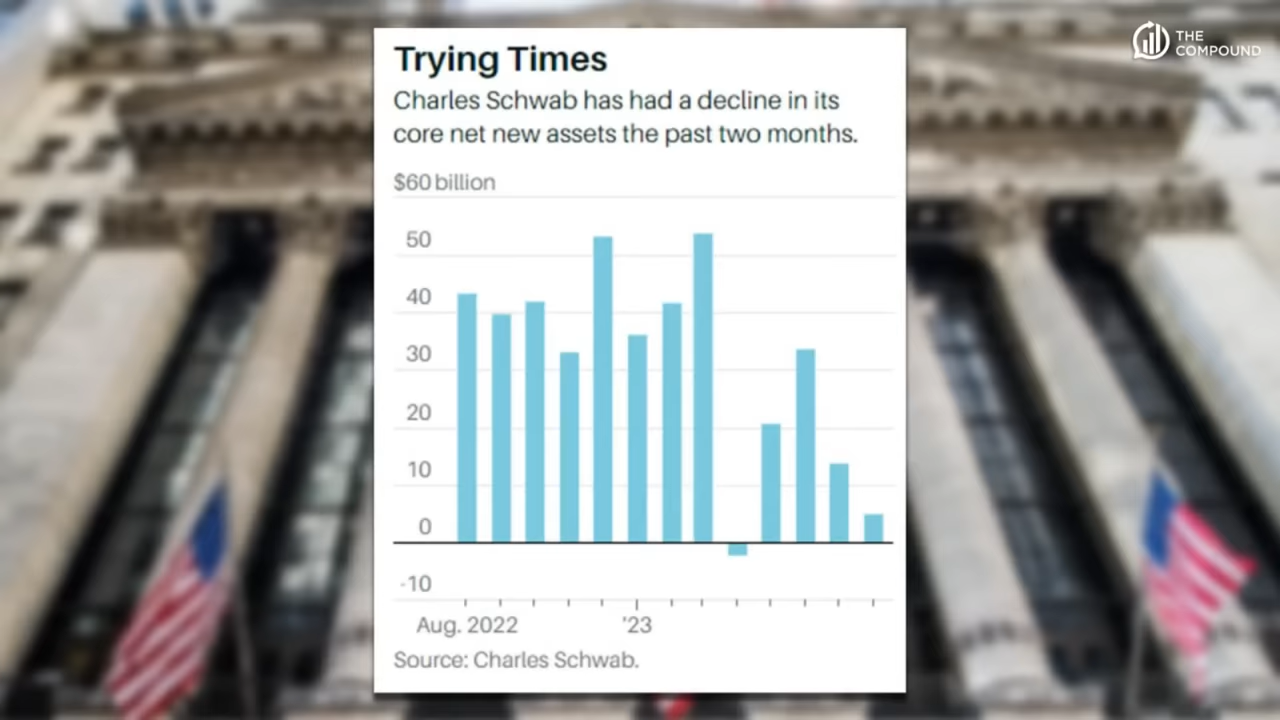 THE
COMPOUND
Trying Times
Charles Schwab has had a decline in its
core net new assets the past two months.
$60 billion
50
40
30
20
10
0
-10
Aug. 2022
'23
Source: Charles Schwab.